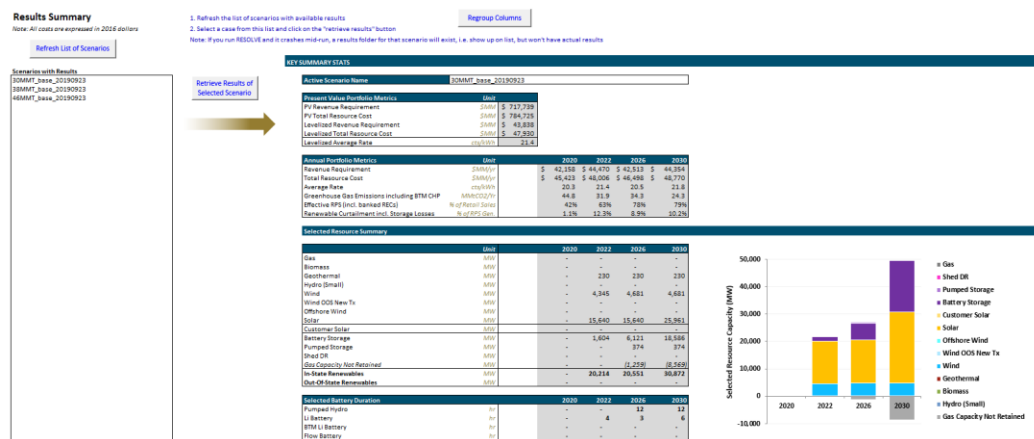 Results Summary
Note: All costs are expressed in 2016 dollars
Refresh List of Scenarios
1. Refresh the list of scenarios with available results
2. Select a case from this list and click on the "retrieve results" button
Note: If you run RESOLVE and it crashes mid-run, a results folder for that scenario will exist, i.e. show up on list, but won't have actual results
Regroup Columns
Scenarios with Results
30MMT_base_20190923
38MMT_base_20190923
46MMT_base_20190923
Retrieve Results of
Selected Scenario
KEY SUMMARY STATS
Active Scenario Name 30MMT_base_20190923
Present Value Portfolio Metrics Unit
PV Revenue Requirement $MM $ 717,739
PV Total Resource Cost $MM $ 784,725
Levelized Revenue Requirement $MM $ 43,838
Levelized Total Resource Cost $MM $ 47,930
Levelized Average Rate cts/kWh 21.4
Annual Portfolio Metrics Unit 2020 2022 2026 2030
Revenue Requirement $MM/yr $ 42,158 $ 44,470 $ 42,513 $ 44,354
Total Resource Cost $MM/yr $ 45,423 $ 48,006 $ 46,498 $ 48,770
Average Rate cts/kWh 20.3 21.4 20.5 21.8
Greenhouse Gas Emissions including BTM CHP MMtCO2/Yr 44.8 31.9 34.3 24.3
Effective RPS (incl. banked RECs) % of Retail Sales 42% 63% 78% 79%
Renewable Curtailment incl. Storage Losses % of RPS Gen. 1.1% 12.3% 8.9% 10.2%
Selected Resource Summary
Unit 2020 2022 2026 2030
Gas MW - - - -
Biomass MW - - - -
Geothermal MW - 230 230 230
Hydro (Small) MW - - - -
Wind MW - 4,345 4,681 4,681
Wind OOS New Tx MW - - - -
Offshore Wind MW - - - -
Solar MW - 15,640 15,640 25,961
Customer Solar MW - - - -
Battery Storage MW - 1,604 6,121 18,586
Pumped Storage MW - - 374 374
Shed DR MW - - - -
Gas Capacity Not Retained MW - - (1,259) (8,569)
In-State Renewables MW - 20,214 20,551 30,872
Out-Of-State Renewables MW - - - -
Selected Battery Duration 2020 2022 2026 2030
Pumped Hydro hr - - 12 12
Li Battery hr - 4 3 6
BTM Li Battery hr - - - -
Flow Battery hr - - - -
Selected Resource Capacity (MW)
50,000
40,000
30,000
20,000
10,000
0
-10,000
2020 2022 2026 2030
Gas
Shed DR
Pumped Storage
Battery Storage
Customer Solar
Solar
Offshore Wind
Wind OOS New Tx
Wind
Geothermal
Biomass
Hydro (Small)
Gas Capacity Not Retained